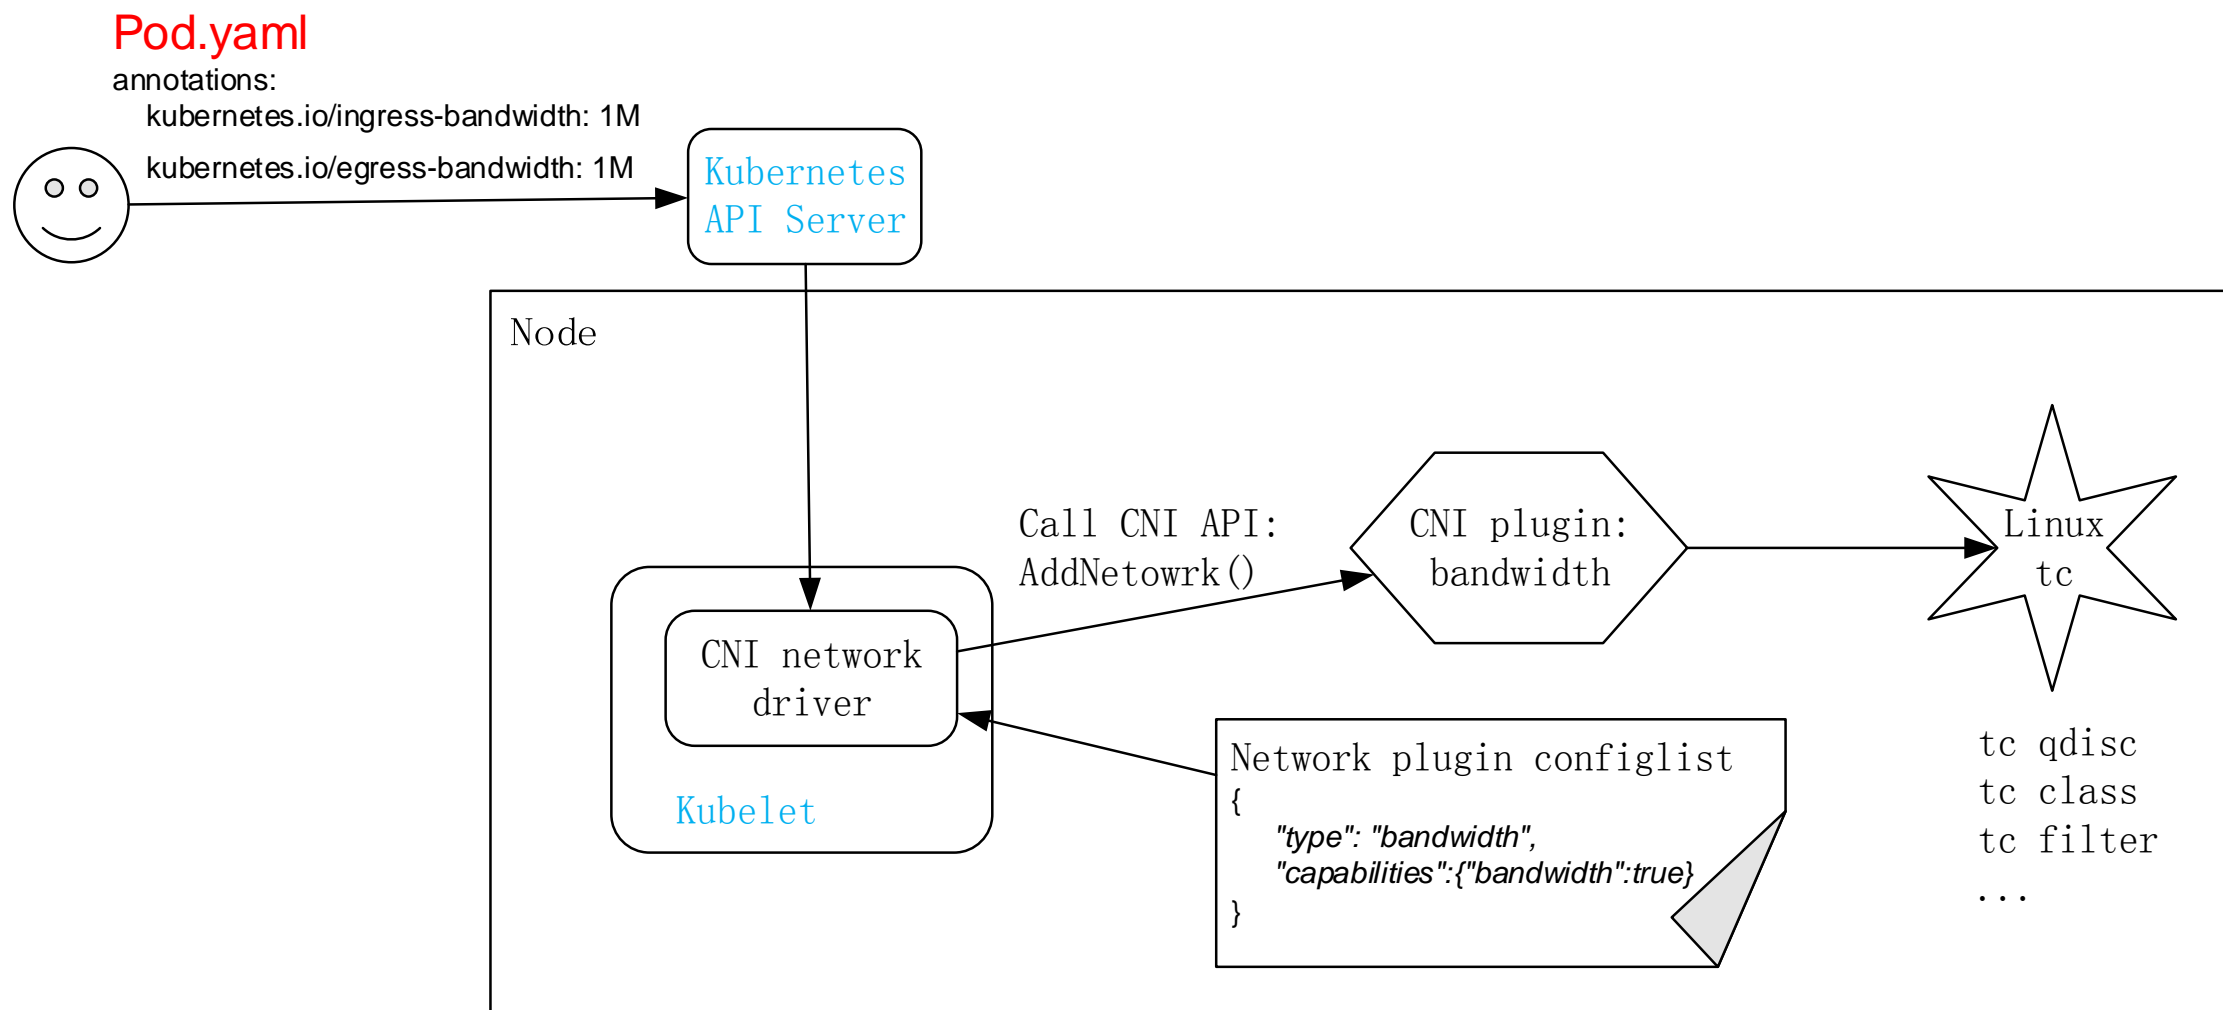 Pod.yaml
annotations:
kubernetes.io/ingress-bandwidth: 1M
kubernetes.io/egress-bandwidth: 1M
Kubernetes
API Server
Node
Call CNI API:
AddNetowrk()
CNI plugin:
bandwidth
Linux
tc
CNI network
driver
Kubelet
Network plugin configlist
{
"type": "bandwidth",
"capabilities":{"bandwidth":true}
}
tc qdisc
tc class
tc filter
...